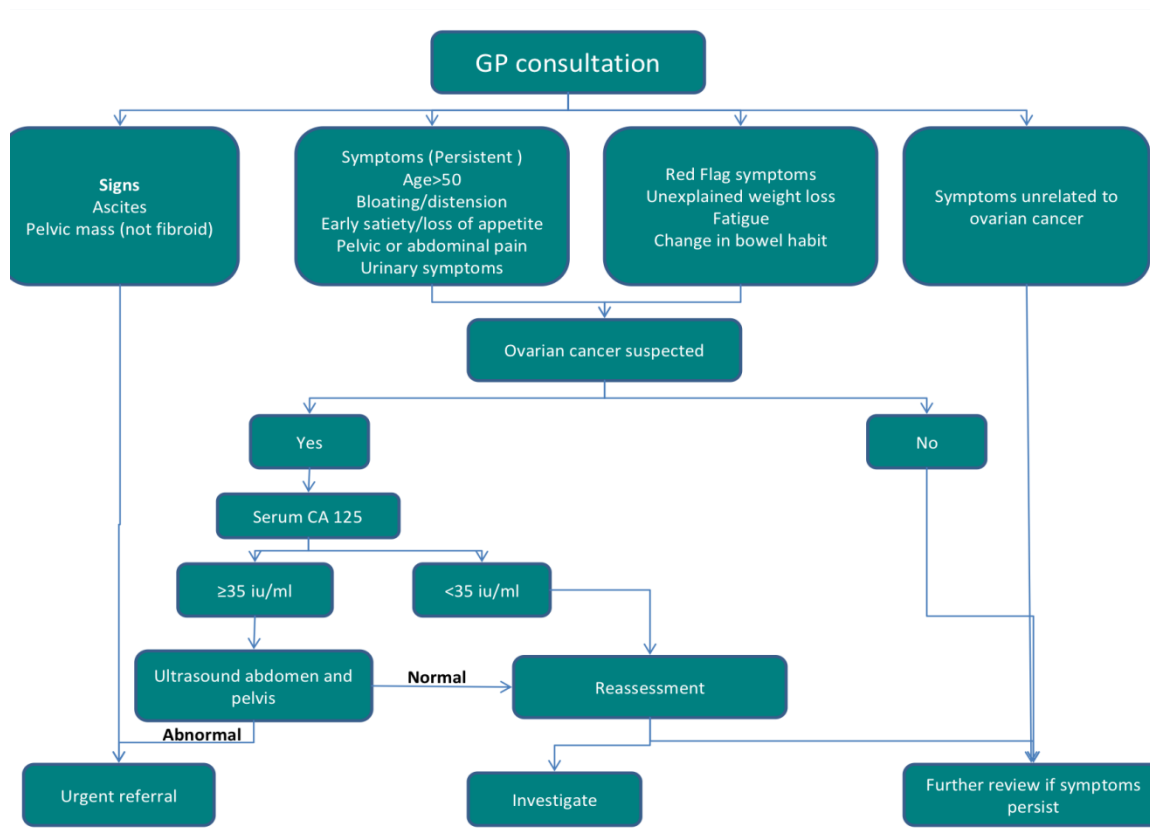 GP consultation
Signs
Ascites
Pelvic mass (not fibroid)
Symptoms (Persistent )
Age>50
Bloating/distension
Early satiety/loss of appetite
Pelvic or abdominal pain
Urinary symptoms
Red Flag symptoms
Unexplained weight loss
Fatigue
Change in bowel habit
Symptoms unrelated to
ovarian cancer
Ovarian cancer suspected
Yes
No
Serum CA 125
≥35 iu/ml
<35 iu/ml
Ultrasound abdomen and
pelvis
Normal
Reassessment
Abnormal
Urgent referral
Investigate
Further review if symptoms
persist